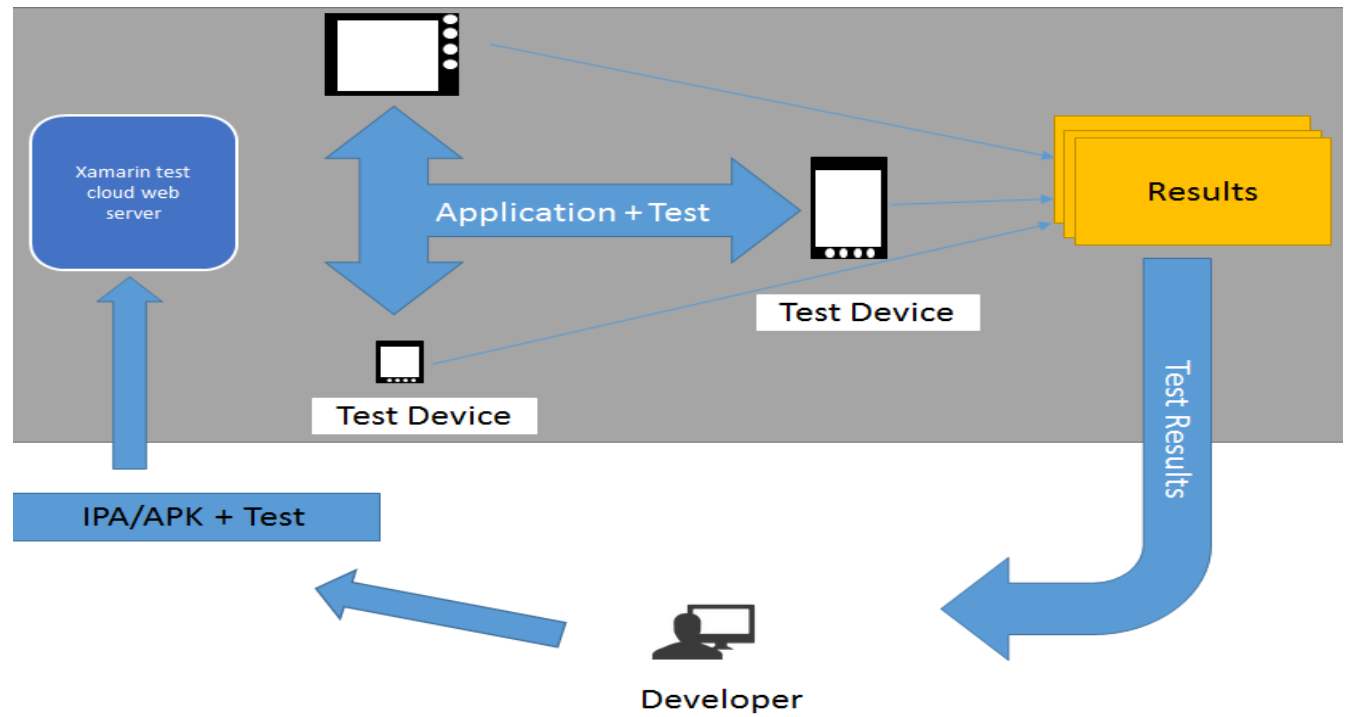 Xamarin test
cloud web
server
Application + Test
Results
Test Device
Test Device
Test Results
IPA/APK + Test
Developer